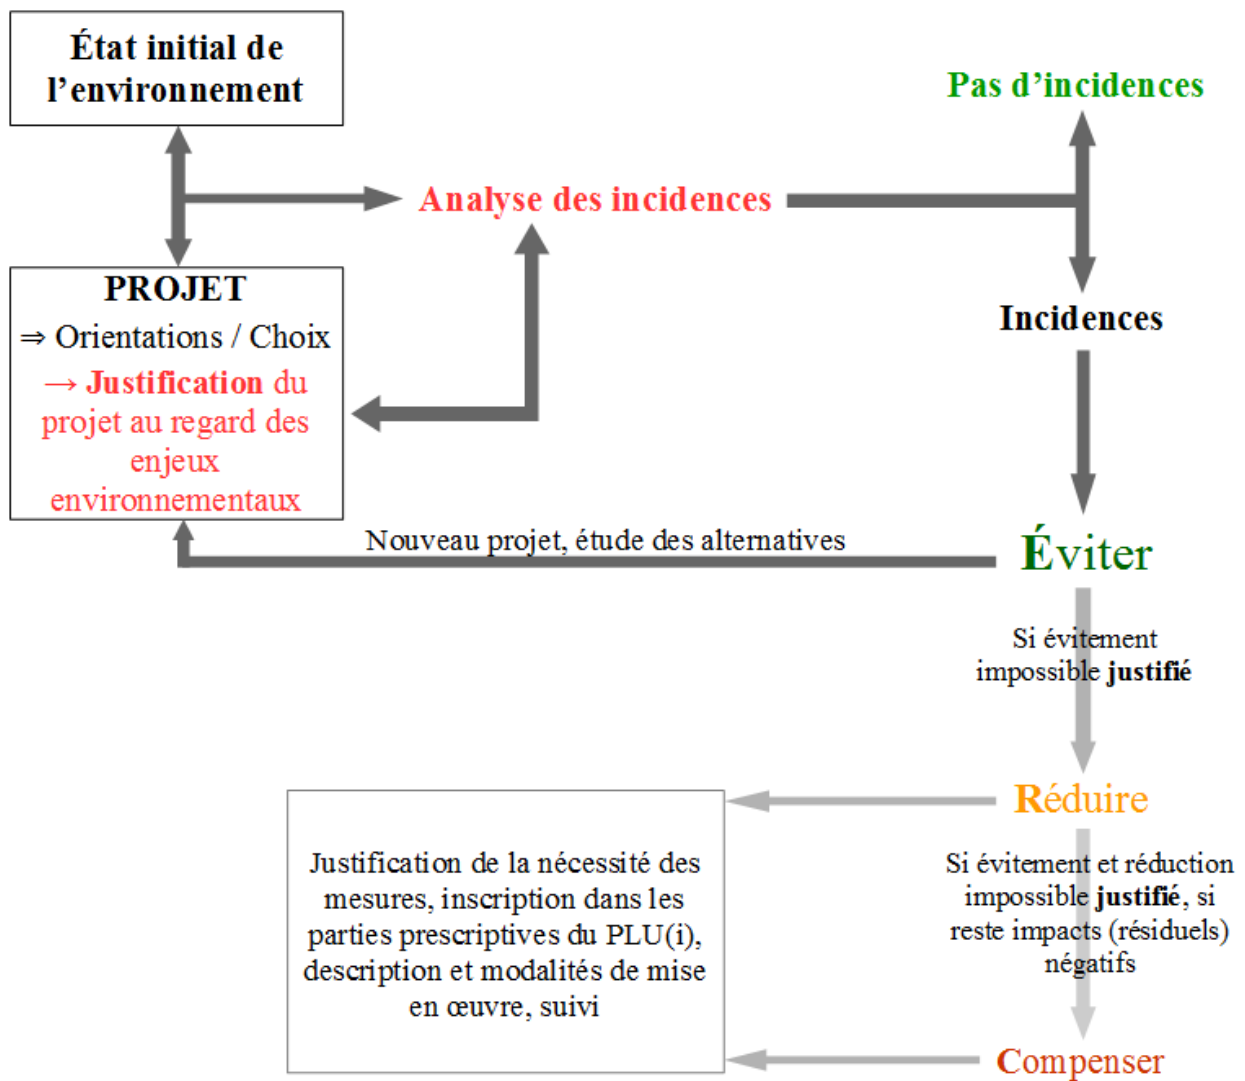 État initial de
l’environnement
Pas d’incidences
Analyse des incidences
PROJET
⇒ Orientations / Choix
→ Justification du
projet au regard des
enjeux
environnementaux
Incidences
Nouveau projet, étude des alternatives
Éviter
Si évitement
impossible justifié
Réduire
Si évitement et réduction
impossible justifié, si
reste impacts (résiduels)
négatifs
Justification de la nécessité des
mesures, inscription dans les
parties prescriptives du PLU(i),
description et modalités de mise
en œuvre, suivi
Compenser